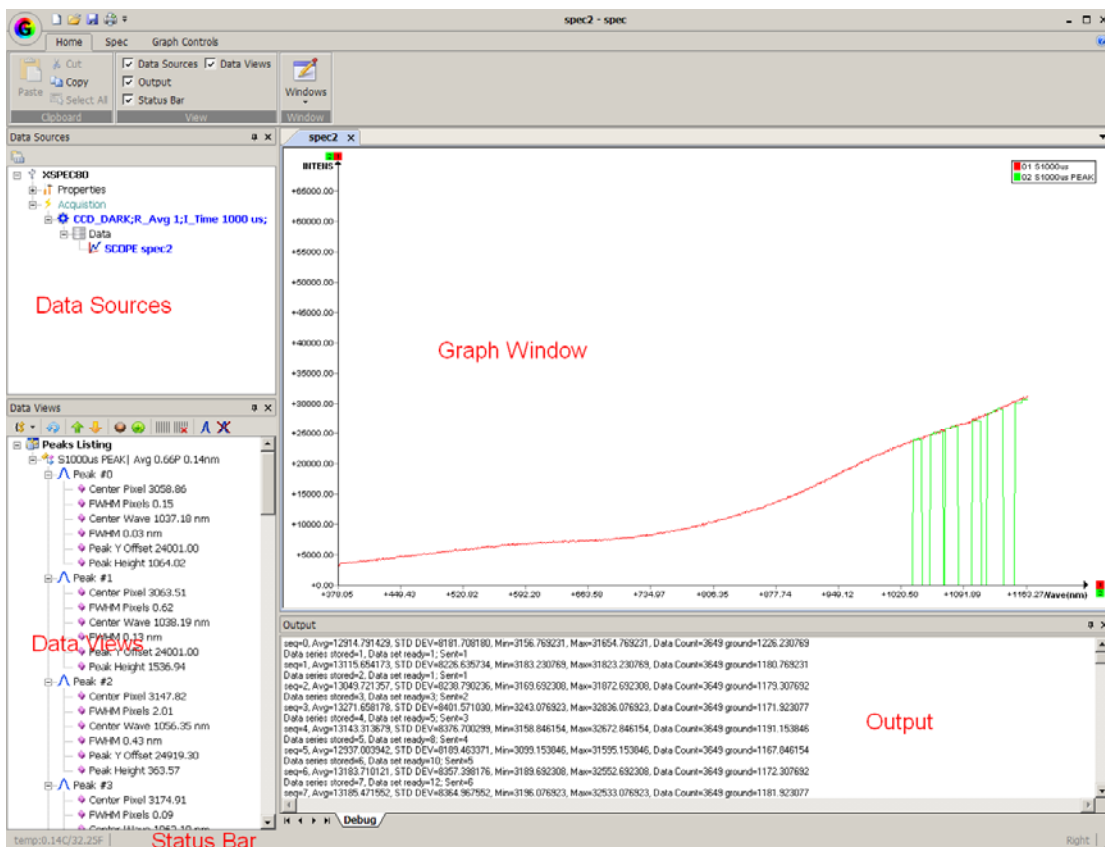 spec2 - spec
Home Spec Graph Controls
Paste
Cut
Copy
Select All
Clipboard
Data Sources Data Views
Output
Status Bar
View
Windows
Window
Data Sources
XSPEC80
Properties
Acquistion
CCD_DARK;R_Avg 1;I_Time 1000 us;
Data
SCOPE spec2
Data Sources
Data Views
Peaks Listing
S1000us PEAK| Avg 0.66P 0.14nm
Peak #0
Center Pixel 3058.86
FWHM Pixels 0.15
Center Wave 1037.18 nm
FWHM 0.03 nm
Peak Y Offset 24001.00
Peak Height 1064.02
Peak #1
Center Pixel 3063.51
FWHM Pixels 0.62
Center Wave 1038.19 nm
FWHM 0.13 nm
Data Views
Peak Y Offset 24001.00
Peak Height 1536.94
Peak #2
Center Pixel 3147.82
FWHM Pixels 2.01
Center Wave 1056.35 nm
FWHM 0.43 nm
Peak Y Offset 24919.30
Peak Height 363.57
Peak #3
Center Pixel 3174.91
FWHM Pixels 0.09
spec2
2 1
INTENS
01 S1000us
02 S1000us PEAK
+65000.00
+60000.00
+55000.00
+50000.00
+45000.00
+40000.00
+35000.00
+30000.00
+25000.00
+20000.00
+15000.00
+10000.00
+5000.00
+0.00
Graph Window
+378.05 +449.43 +520.82 +592.20 +663.59 +734.97 +806.35 +877.74 +949.12 +1020.50 +1091.89 +1163.27 Wave(nm)
Output
seq=0, Avg=12914.791429, STD DEV=8181.708180, Min=3156.769231, Max=31654.769231, Data Count=3649 ground=1226.230769
Data series stored=1, Data set ready=1; Sent=1
seq=1, Avg=13115.654173, STD DEV=8226.635734, Min=3183.230769, Max=31823.230769, Data Count=3649 ground=1180.769231
Data series stored=2, Data set ready=2; Sent=1
seq=2, Avg=13049.721357, STD DEV=8238.790236, Min=3169.692308, Max=31872.692308, Data Count=3649 ground=1179.307692
Data series stored=3, Data set ready=3; Sent=2
seq=3, Avg=13271.658178, STD DEV=8401.571030, Min=3243.076923, Max=32836.076923, Data Count=3649 ground=1171.923077
Data series stored=4, Data set ready=5; Sent=3
seq=4, Avg=13143.313679, STD DEV=8376.700299, Min=3158.846154, Max=32672.846154, Data Count=3649 ground=1191.153846
Data series stored=5, Data set ready=8; Sent=4
seq=5, Avg=12937.003942, STD DEV=8189.463371, Min=3099.153846, Max=31595.153846, Data Count=3649 ground=1167.846154
Data series stored=6, Data set ready=10; Sent=5
seq=6, Avg=13183.710121, STD DEV=8357.398176, Min=3189.692308, Max=32552.692308, Data Count=3649 ground=1172.307692
Data series stored=7, Data set ready=12; Sent=6
seq=7, Avg=13185.471552, STD DEV=8364.967552, Min=3196.076923, Max=32533.076923, Data Count=3649 ground=1181.923077
Output
Debug
temp:0.14C/32.25F
Status Bar
Right